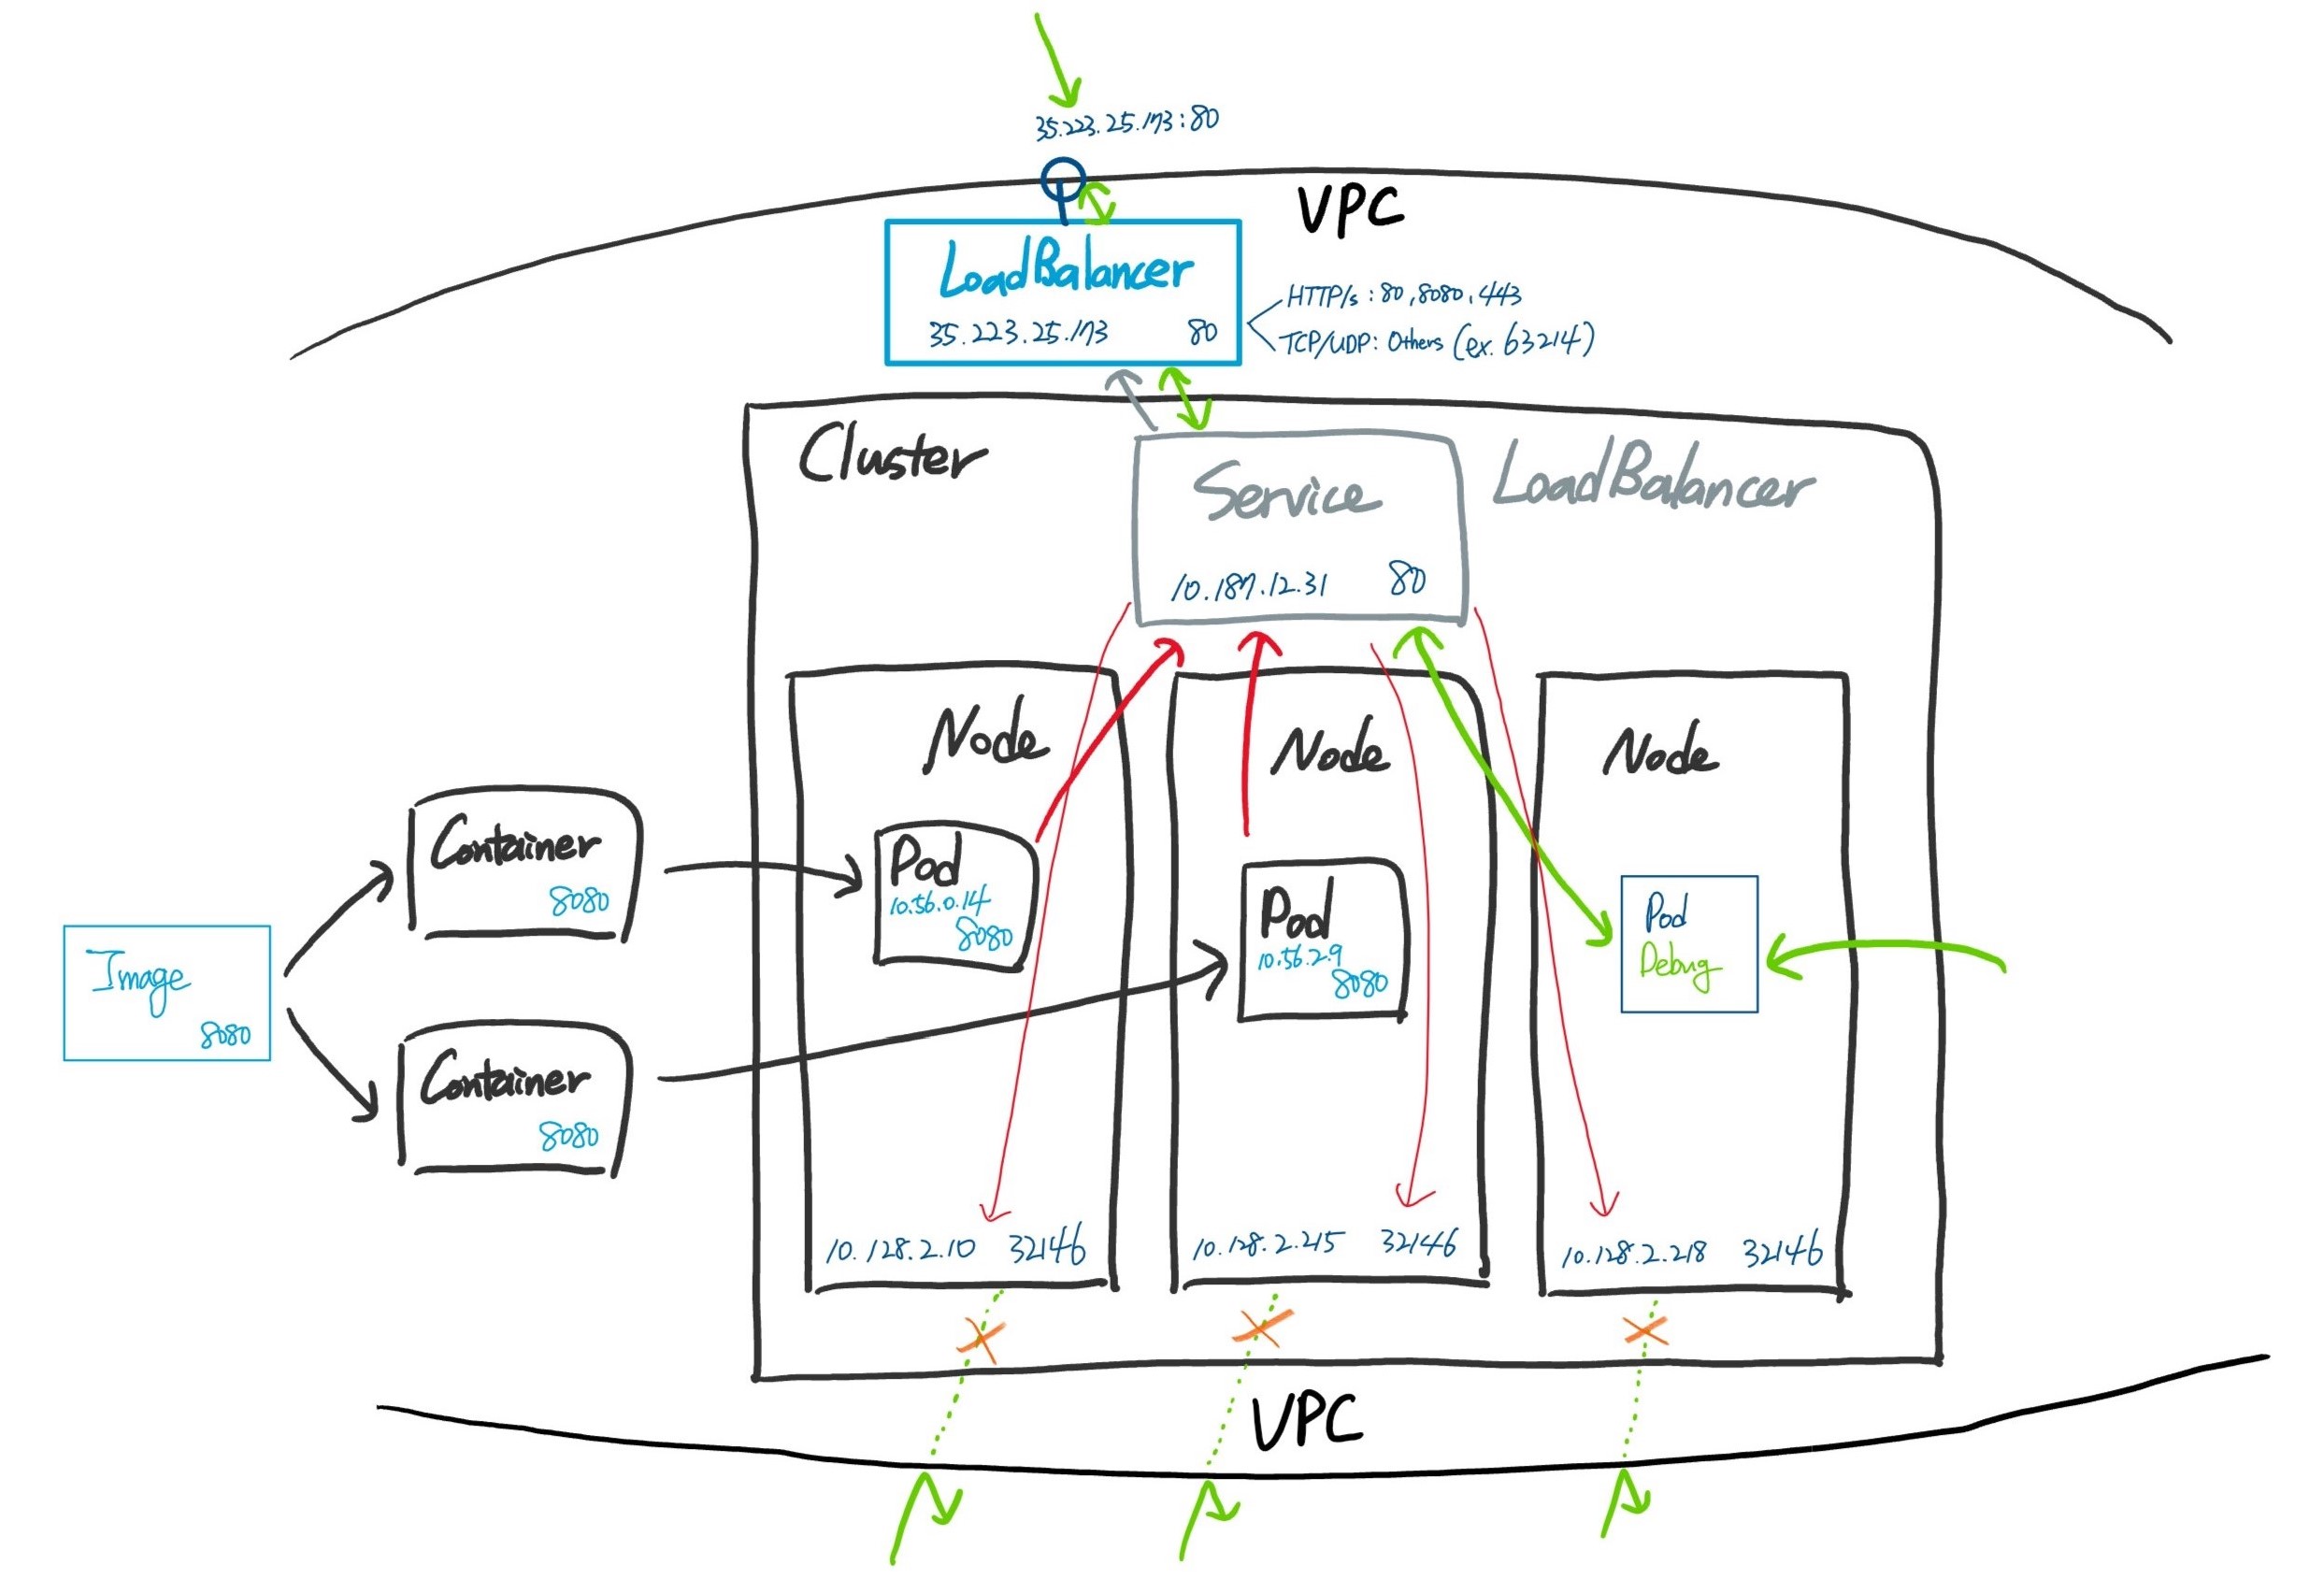 35.223.25.173:80
VPC
LoadBalancer
35.223.25.173 80
HTTP/s : 80, 8080, 443
TCP/UDP: Others (ex. 63214)
Cluster
Service
LoadBalancer
10.187.12.31 80
Node
Node
Node
Container
8080
Pod
10.56.0.14
8080
Pod
10.56.2.9
8080
Pod
Debug
Image
8080
Container
8080
10.128.2.10 32146
10.128.2.215 32146
10.128.2.218 32146
VPC